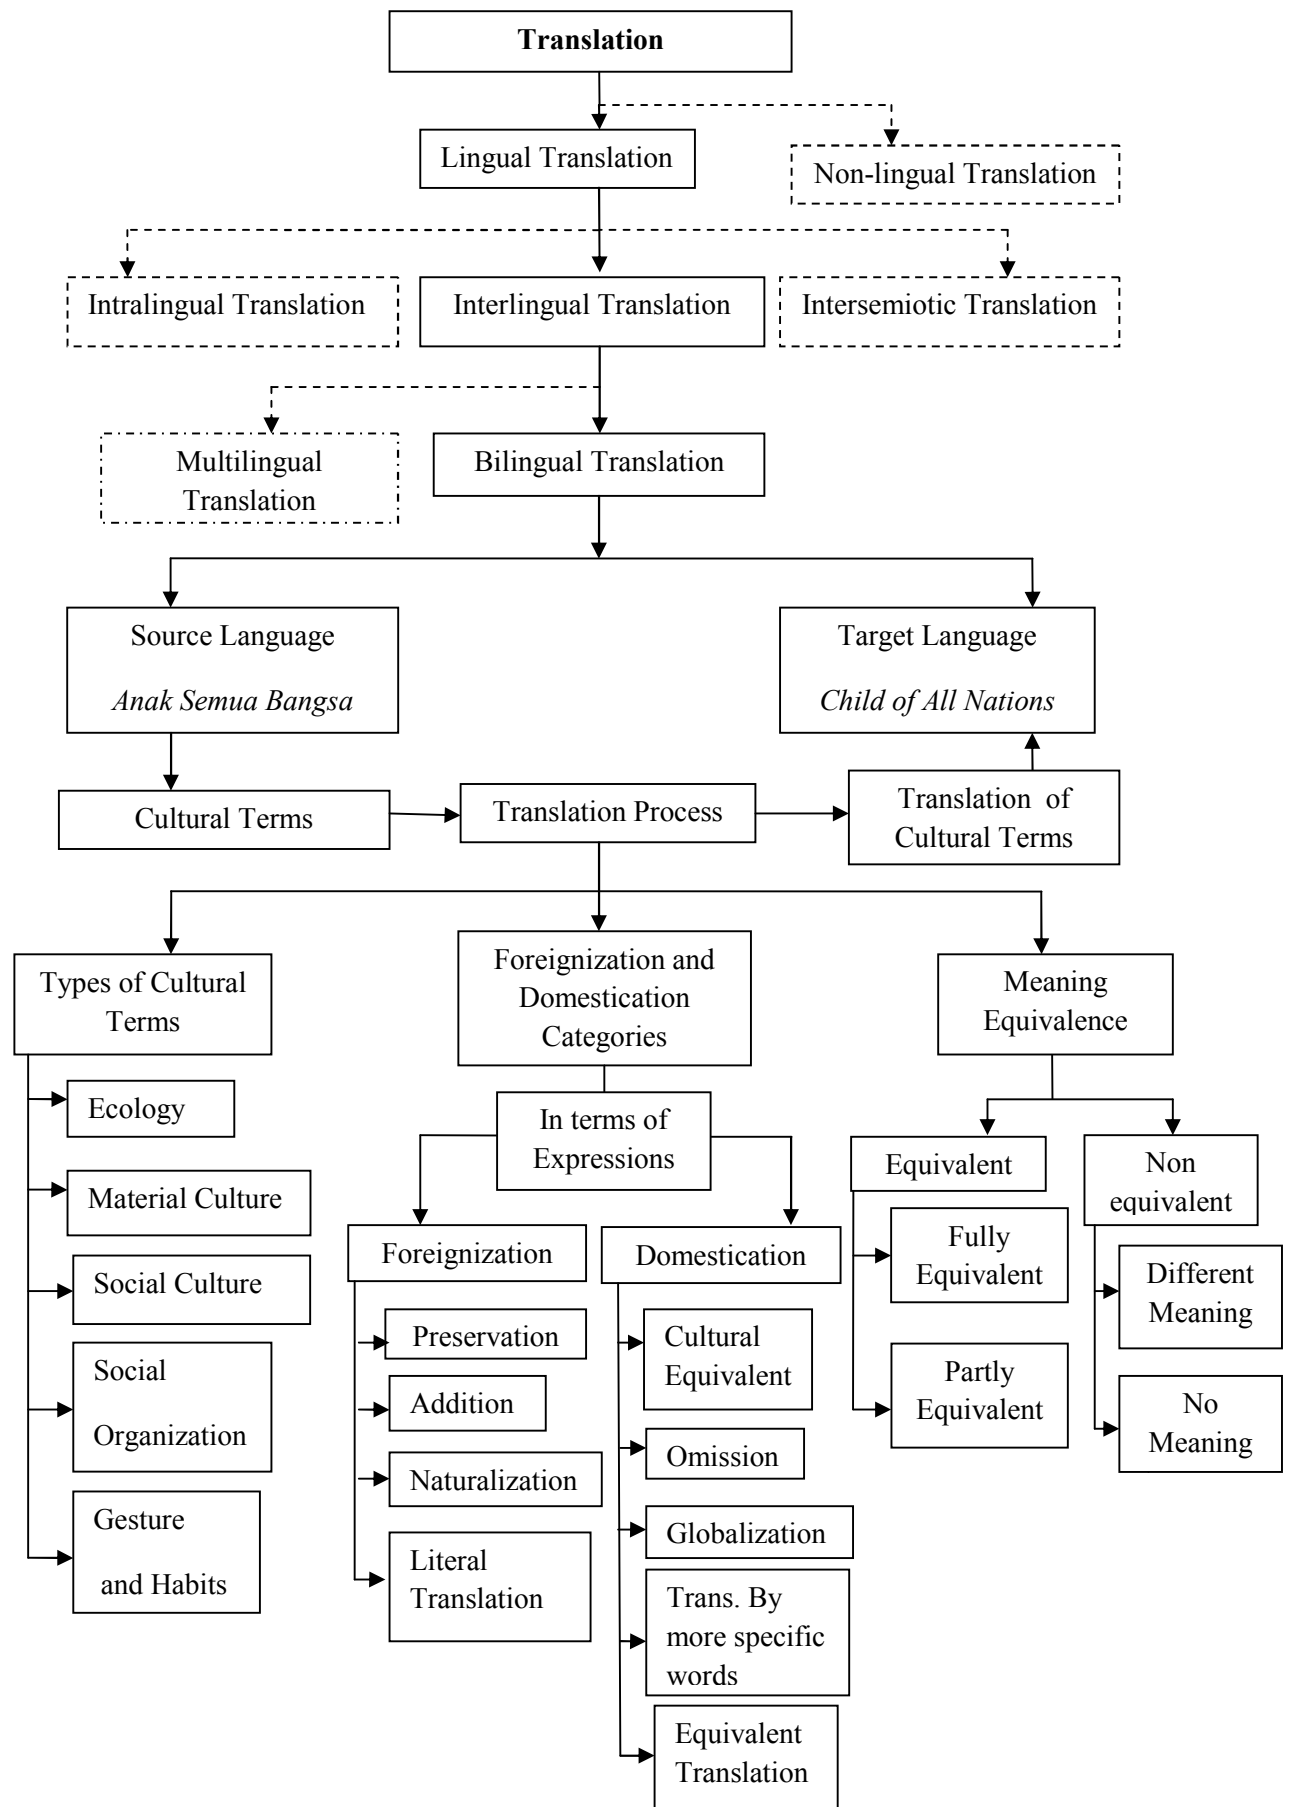 Translation
Lingual Translation
Non-lingual Translation
Intralingual Translation
Interlingual Translation
Intersemiotic Translation
Multilingual
Translation
Bilingual Translation
Source Language
Anak Semua Bangsa
Target Language
Child of All Nations
Cultural Terms
Translation Process
Translation of
Cultural Terms
Types of Cultural
Terms
Ecology
Material Culture
Social Culture
Social
Organization
Gesture
and Habits
Foreignization and
Domestication
Categories
In terms of
Expressions
Foreignization
Preservation
Addition
Naturalization
Literal
Translation
Domestication
Cultural
Equivalent
Omission
Globalization
Trans. By
more specific
words
Equivalent
Translation
Meaning
Equivalence
Equivalent
Fully
Equivalent
Partly
Equivalent
Non
equivalent
Different
Meaning
No
Meaning